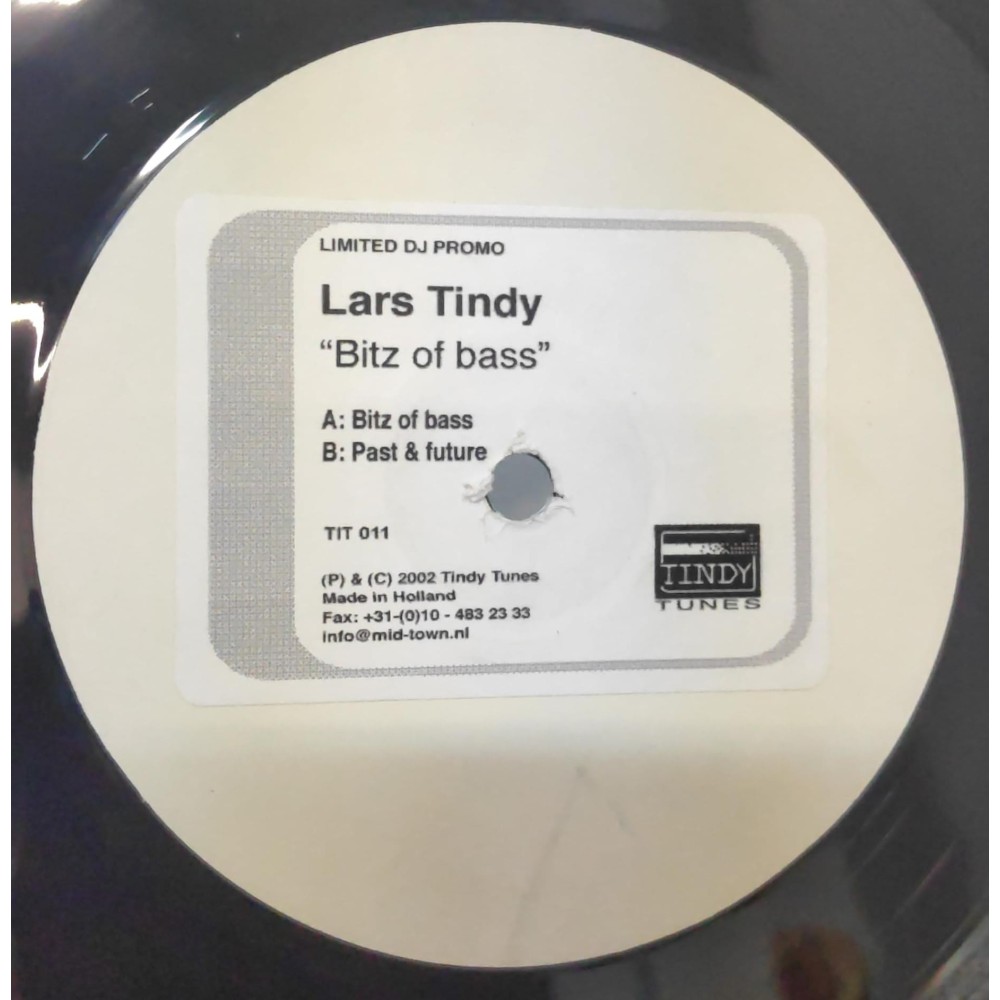 LIMITED DJ PROMO
Lars Tindy
“Bitz of bass”
A: Bitz of bass
B: Past & future
TIT 011
(P) & (C) 2002 Tindy Tunes
Made in Holland
Fax: +31-(0)10 - 483 23 33
info@mid-town.nl
TINDY
TUNES